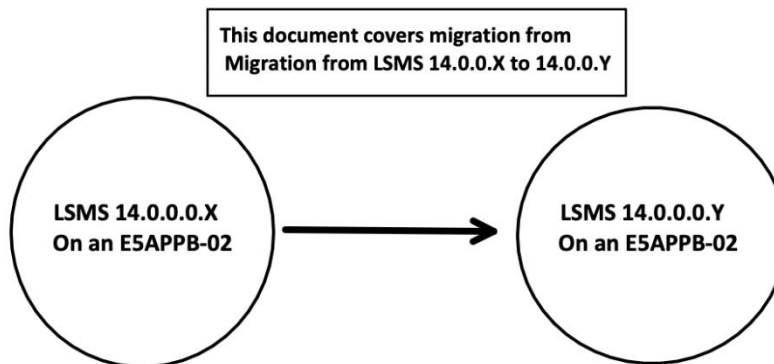 This document covers migration from
Migration from LSMS 14.0.0.X to 14.0.0.Y
LSMS 14.0.0.0.X
On an E5APPB-02
LSMS 14.0.0.0.Y
On an E5APPB-02